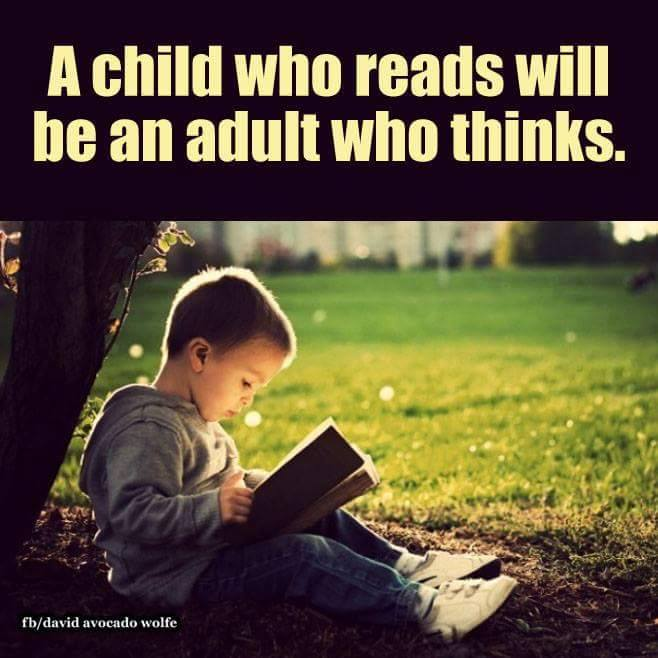 A child who reads will
be an adult who thinks.
fb/david avocado wolfe